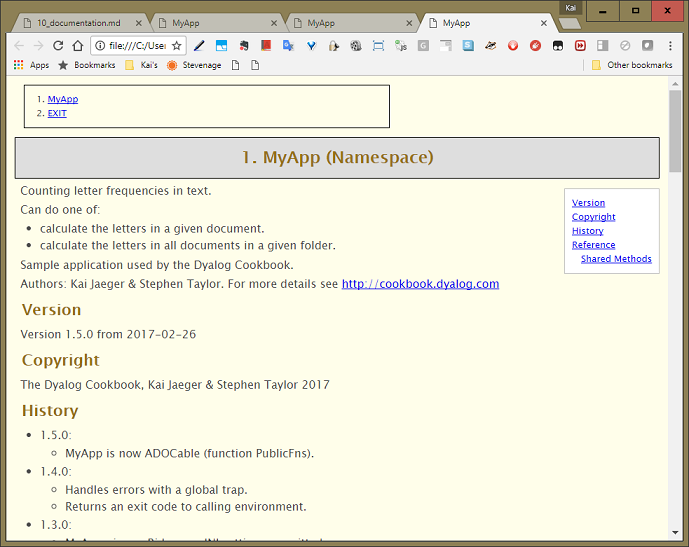 Kai
10_documentation.md
MyApp
MyApp
MyApp
file:///C:/User
Apps
Bookmarks
Kai's
Stevenage
Other bookmarks
1. MyApp
2. EXIT
1. MyApp (Namespace)
Counting letter frequencies in text.
Can do one of:
• calculate the letters in a given document.
• calculate the letters in all documents in a given folder.
Sample application used by the Dyalog Cookbook.
Authors: Kai Jaeger & Stephen Taylor. For more details see http://cookbook.dyalog.com
Version
Copyright
History
Reference
Shared Methods
Version
Version 1.5.0 from 2017-02-26
Copyright
The Dyalog Cookbook, Kai Jaeger & Stephen Taylor 2017
History
• 1.5.0:
MyApp is now ADOCable (function PublicFns).
• 1.4.0:
Handles errors with a global trap.
Returns an exit code to calling environment.
• 1.3.0: